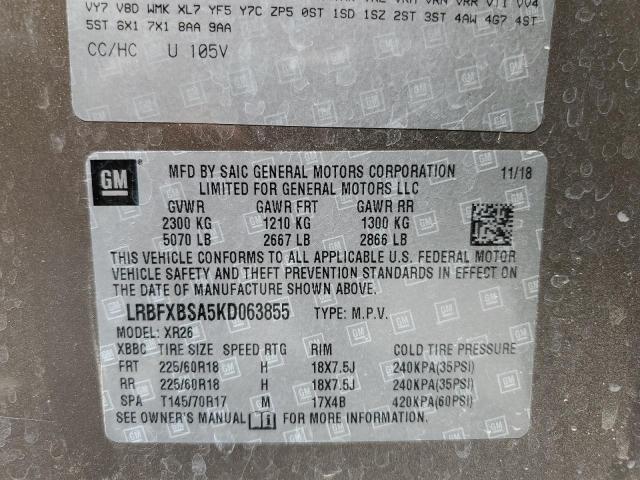 VY7 V8D WMK XL7 YF5 Y7C ZP5 0ST 1SD 1SZ 2ST 3ST 4AW 4G7 4ST
5ST 6X1 7X1 8AA 9AA
CC/HC U 105V
GM
MFD BY SAIC GENERAL MOTORS CORPORATION 11/18
LIMITED FOR GENERAL MOTORS LLC
GVWR GAWR FRT GAWR RR
2300 KG 1210 KG 1300 KG
5070 LB 2667 LB 2866 LB
THIS VEHICLE CONFORMS TO ALL APPLICABLE U.S. FEDERAL MOTOR
VEHICLE SAFETY AND THEFT PREVENTION STANDARDS IN EFFECT ON
THE DATE OF MANUFACTURE SHOWN ABOVE.
LRBFXBSA5KD063855 TYPE: M.P.V.
MODEL: XR26
XBBC TIRE SIZE SPEED RTG RIM COLD TIRE PRESSURE
FRT 225/60R18 H 18X7.5J 240KPA(35PSI)
RR 225/60R18 H 18X7.5J 240KPA(35PSI)
SPA T145/70R17 M 17X4B 420KPA(60PSI)
SEE OWNER'S MANUAL FOR MORE INFORMATION.